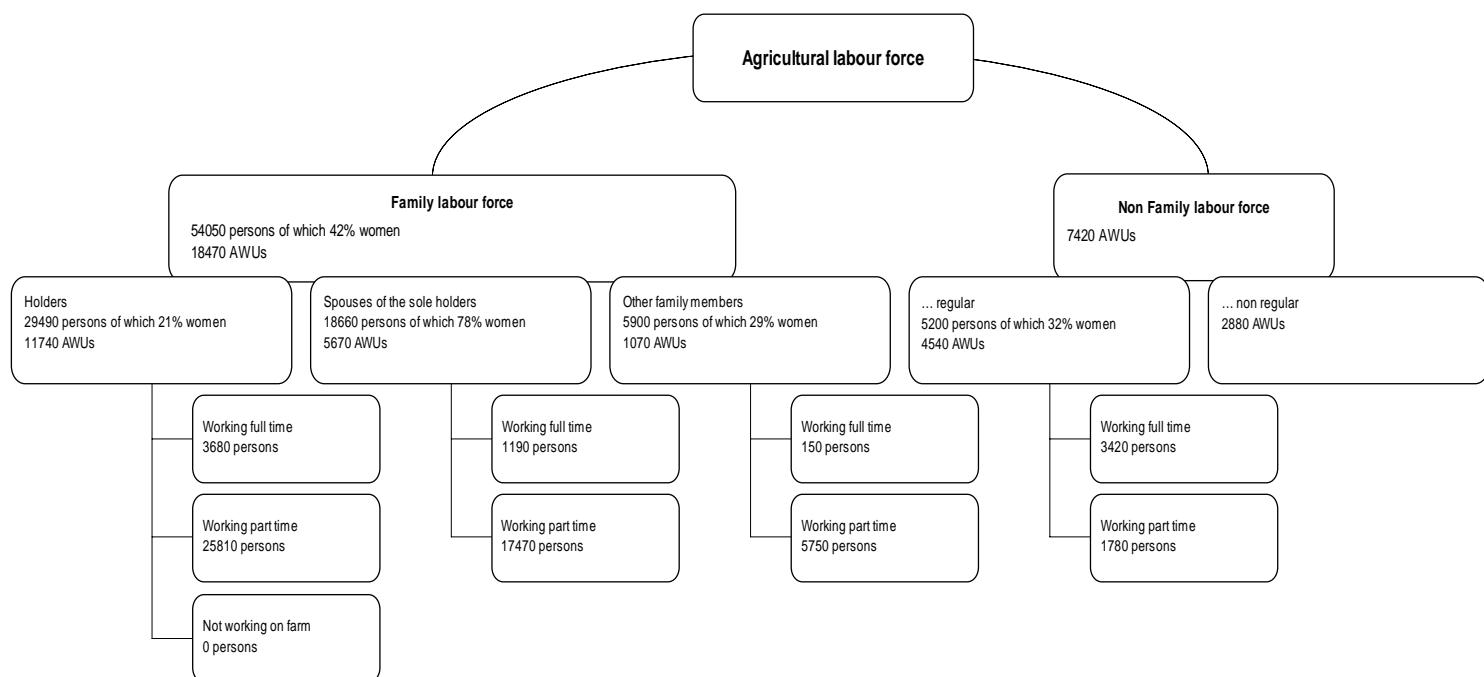 Agricultural labour force
Family labour force
54050 persons of which 42% women
18470 AWUs
Non Family labour force
7420 AWUs
Holders
29490 persons of which 21% women
11740 AWUs
Spouses of the sole holders
18660 persons of which 78% women
5670 AWUs
Other family members
5900 persons of which 29% women
1070 AWUs
... regular
5200 persons of which 32% women
4540 AWUs
... non regular
2880 AWUs
Working full time
3680 persons
Working full time
1190 persons
Working full time
150 persons
Working full time
3420 persons
Working part time
25810 persons
Working part time
17470 persons
Working part time
5750 persons
Working part time
1780 persons
Not working on farm
0 persons